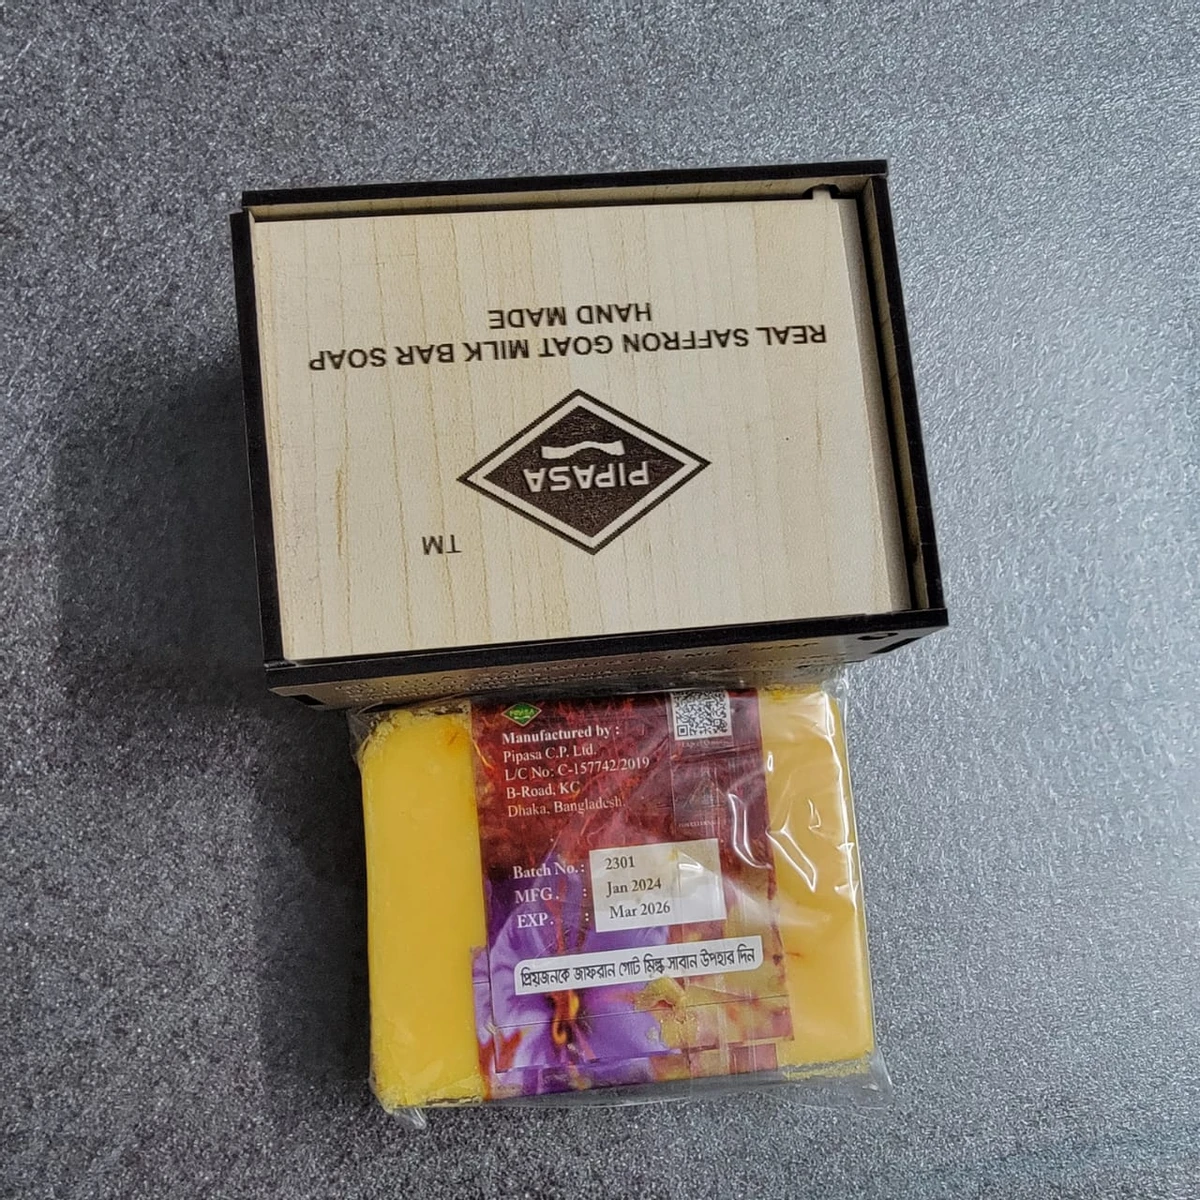 REAL SAFFRON GOAT MILK BAR SOAP
HAND MADE
PIPASA
TM
PIPASA
Manufactured by :
Pipasa C.P. Ltd.
L/C No: C-157742/2019
B-Road, KC
Dhaka, Bangladesh.
Batch No. : 2301
MFG. : Jan 2024
EXP. : Mar 2026
প্রিয়জনকে জাফরান গোট মিল্ক সাবান উপহার দিন